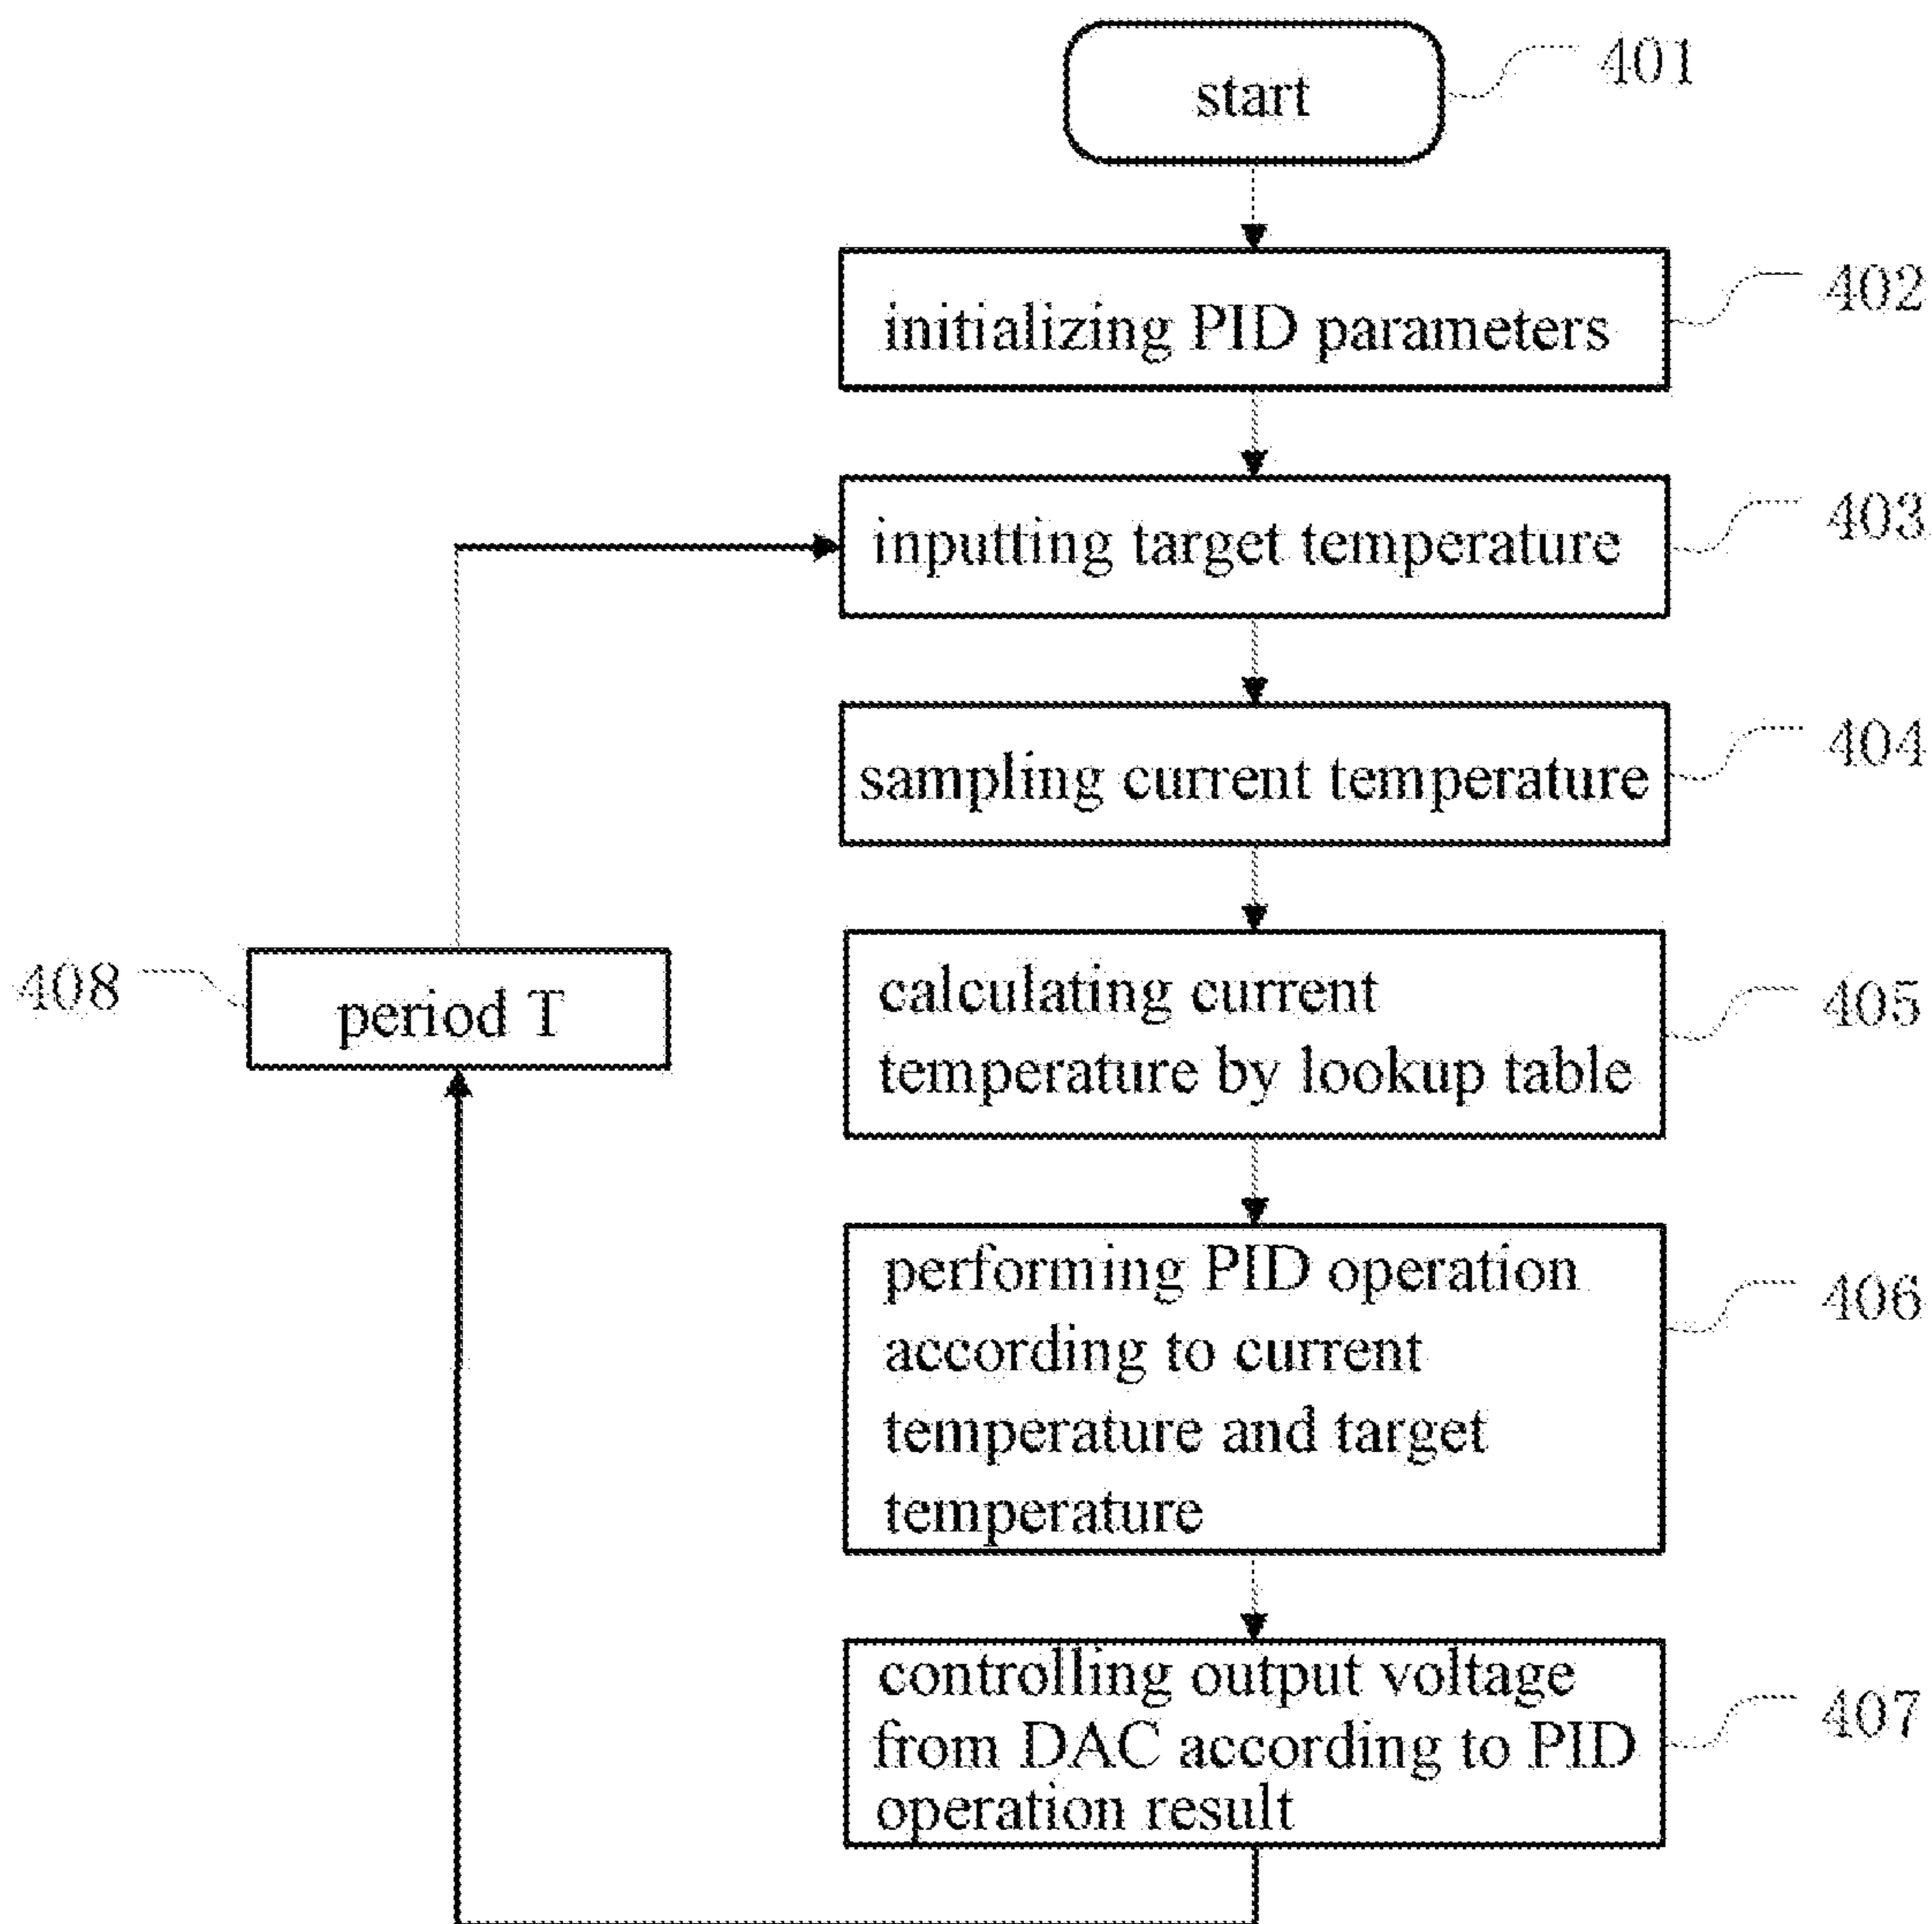 start
401
initializing PID parameters
402
inputting target temperature
403
sampling current temperature
404
calculating current
temperature by lookup table
405
408
period T
performing PID operation
according to current
temperature and target
temperature
406
controlling output voltage
from DAC according to PID
operation result
407